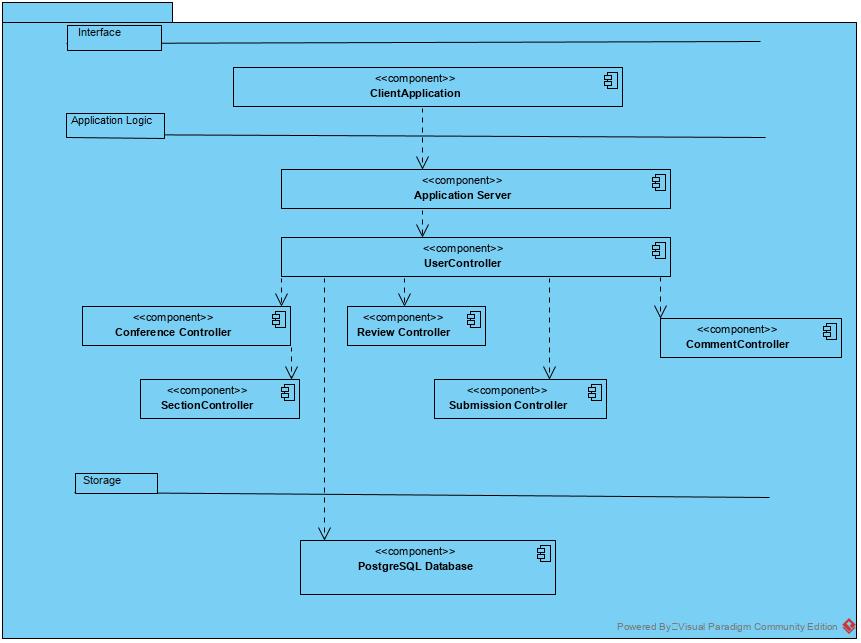 Interface
<<component>>
ClientApplication
Application Logic
<<component>>
Application Server
<<component>>
UserController
<<component>>
Conference Controller
<<component>>
Review Controller
<<component>>
CommentController
<<component>>
SectionController
<<component>>
Submission Controller
Storage
<<component>>
PostgreSQL Database
Powered By Visual Paradigm Community Edition